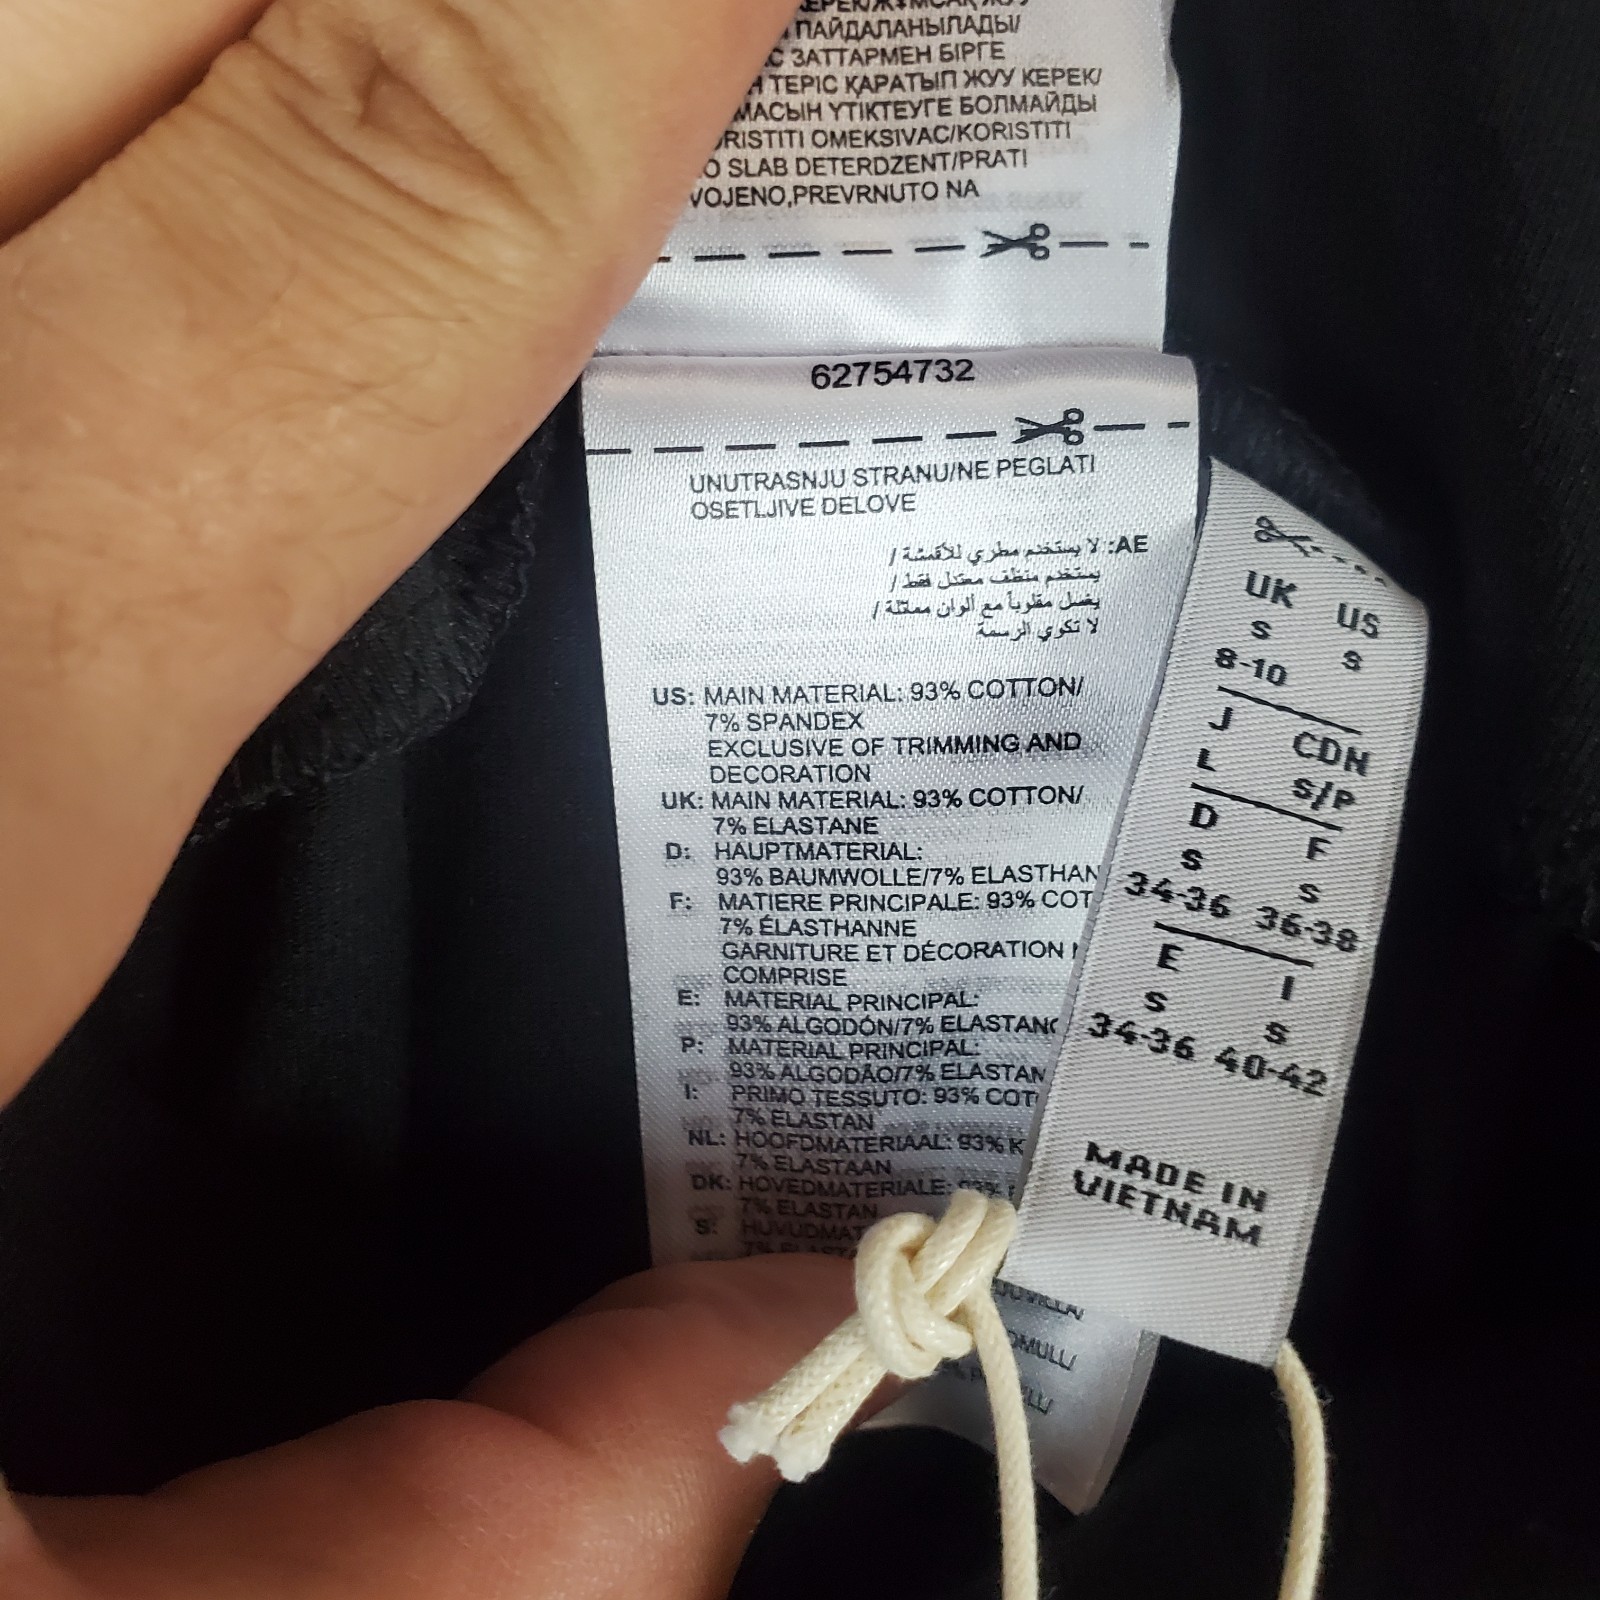 ПАЙДАЛАНЫЛАДЫ/
ЗАТТАРМЕН БІРГЕ
ТЕРІС ҚАРАТЫП ЖУУ КЕРЕК/
ҮТІКТЕУГЕ БОЛМАЙДЫ
OMEKSIVAC/KORISTITI
SLAB DETERDZENT/PRATI
PREVRNUTO NA
62754732
UNUTRASNJU STRANU/NE PEGLATI
OSETLJIVE DELOVE
AE: لا يستخدم مطري للأقمشة /
يستخدم منظف معتدل فقط /
يغسل مقلوباً مع ألوان مماثلة /
لا تكوي الرسمة
US: MAIN MATERIAL: 93% COTTON/
7% SPANDEX
EXCLUSIVE OF TRIMMING AND
DECORATION
UK: MAIN MATERIAL: 93% COTTON/
7% ELASTANE
D: HAUPTMATERIAL:
93% BAUMWOLLE/7% ELASTHAN
F: MATIERE PRINCIPALE: 93% COT
7% ÉLASTHANNE
GARNITURE ET DÉCORATION
COMPRISE
E: MATERIAL PRINCIPAL:
93% ALGODÓN/7% ELASTANO
P: MATERIAL PRINCIPAL:
93% ALGODÃO/7% ELASTAN
I: PRIMO TESSUTO: 93% COT
7% ELASTAN
NL: HOOFDMATERIAAL: 93% K
7% ELASTAAN
DK: HOVEDMATERIALE: 93%
7% ELASTAN
S: HUVUDMAT
UK US
S S
8-10
J CDN
L S/P
D F
S S
34-36 36-38
E I
S S
34-36 40-42
MADE IN
VIETNAM